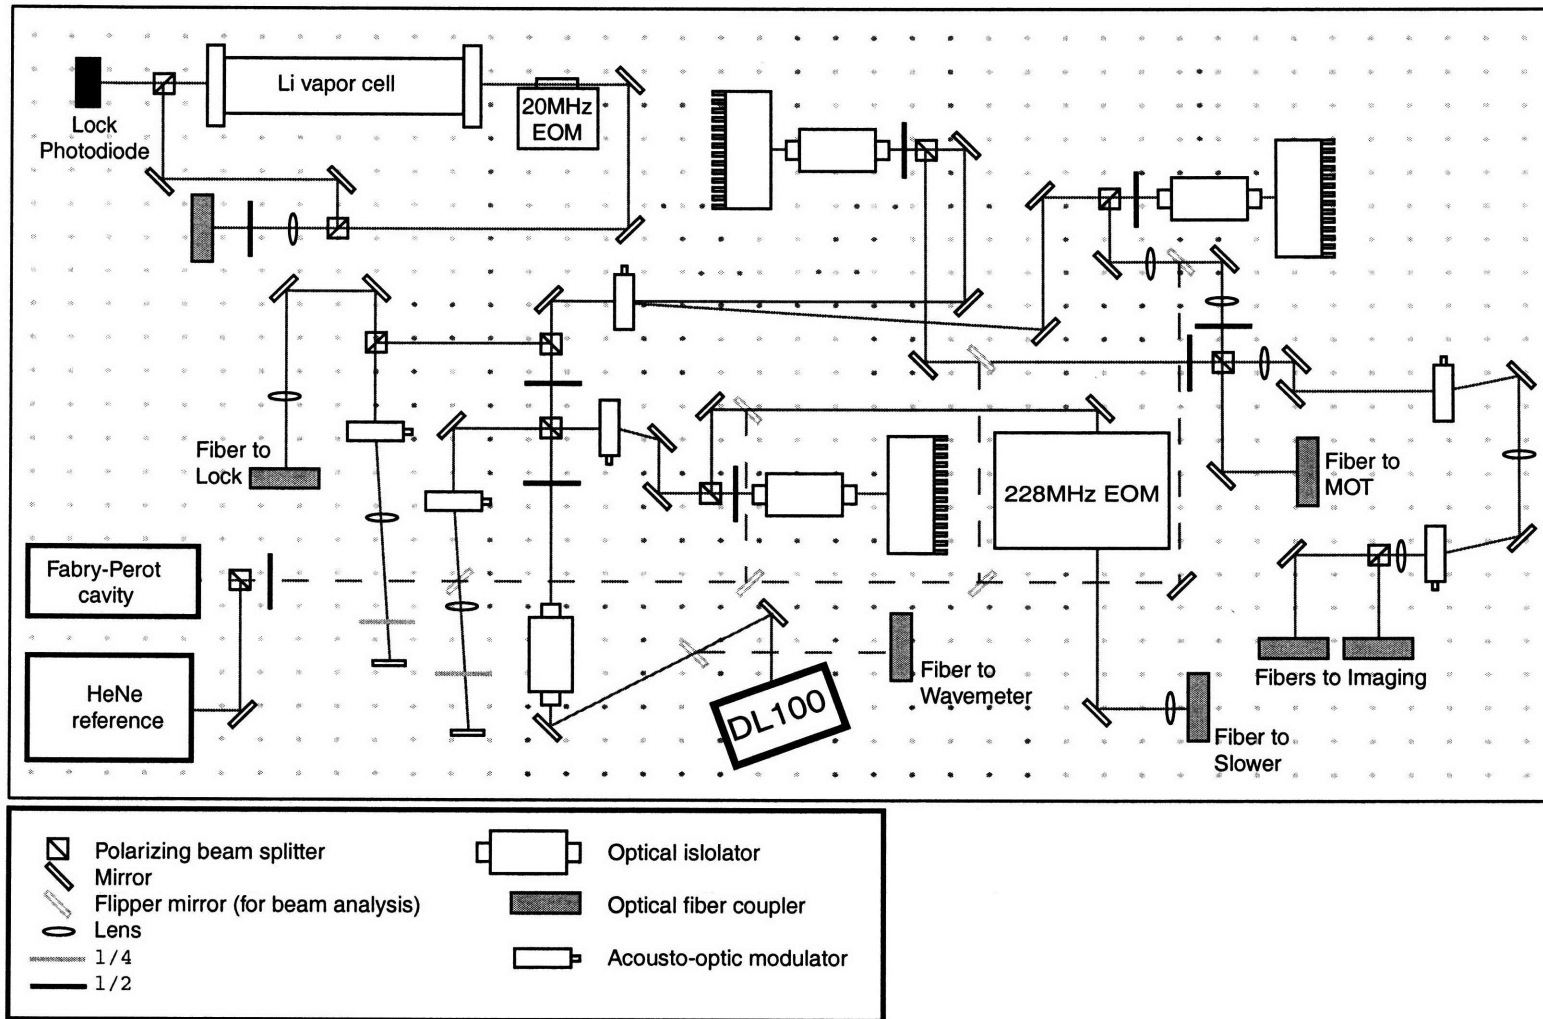 Li vapor cell
20MHz
EOM
Lock
Photodiode
Fiber to
Lock
228MHz EOM
Fiber to
MOT
Fabry-Perot
cavity
HeNe
reference
DL100
Fiber to
Wavemeter
Fibers to Imaging
Fiber to
Slower
Polarizing beam splitter
Mirror
Flipper mirror (for beam analysis)
Lens
1/4
1/2
Optical islolator
Optical fiber coupler
Acousto-optic modulator